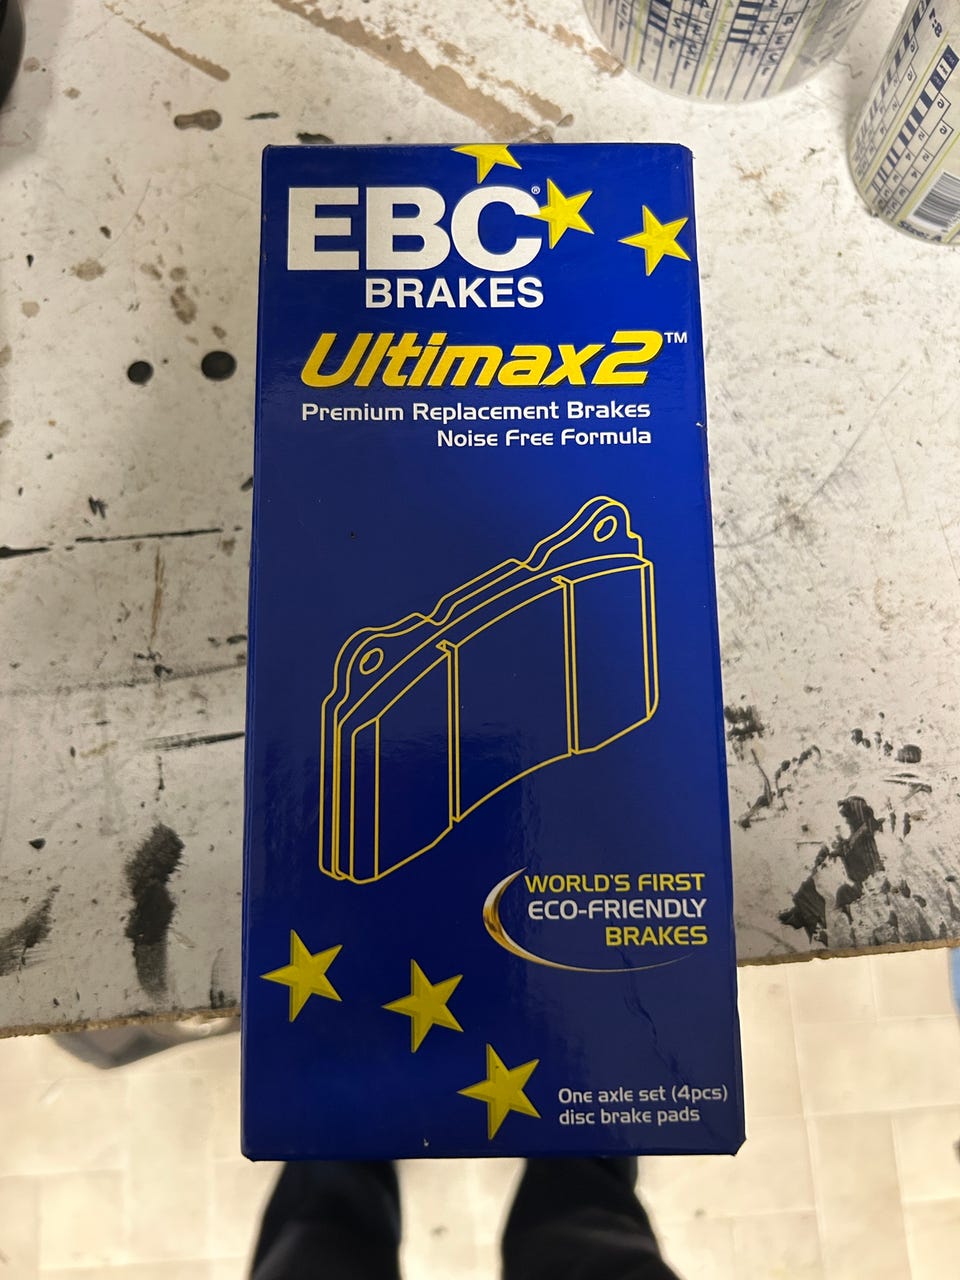 EBC®
BRAKES
Ultimax2™
Premium Replacement Brakes
Noise Free Formula
WORLD'S FIRST
ECO-FRIENDLY
BRAKES
One axle set (4pcs)
disc brake pads